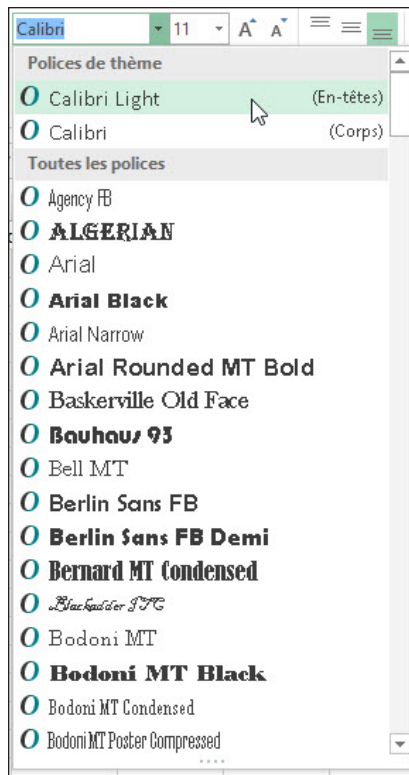 Calibri 11 A A
Polices de thème
O Calibri Light (En-têtes)
O Calibri (Corps)
Toutes les polices
O Agency FB
O ALGERIAN
O Arial
O Arial Black
O Arial Narrow
O Arial Rounded MT Bold
O Baskerville Old Face
O Bauhaus 93
O Bell MT
O Berlin Sans FB
O Berlin Sans FB Demi
O Bernard MT Condensed
O Blackadder ITC
O Bodoni MT
O Bodoni MT Black
O Bodoni MT Condensed
O Bodoni MT Poster Compressed